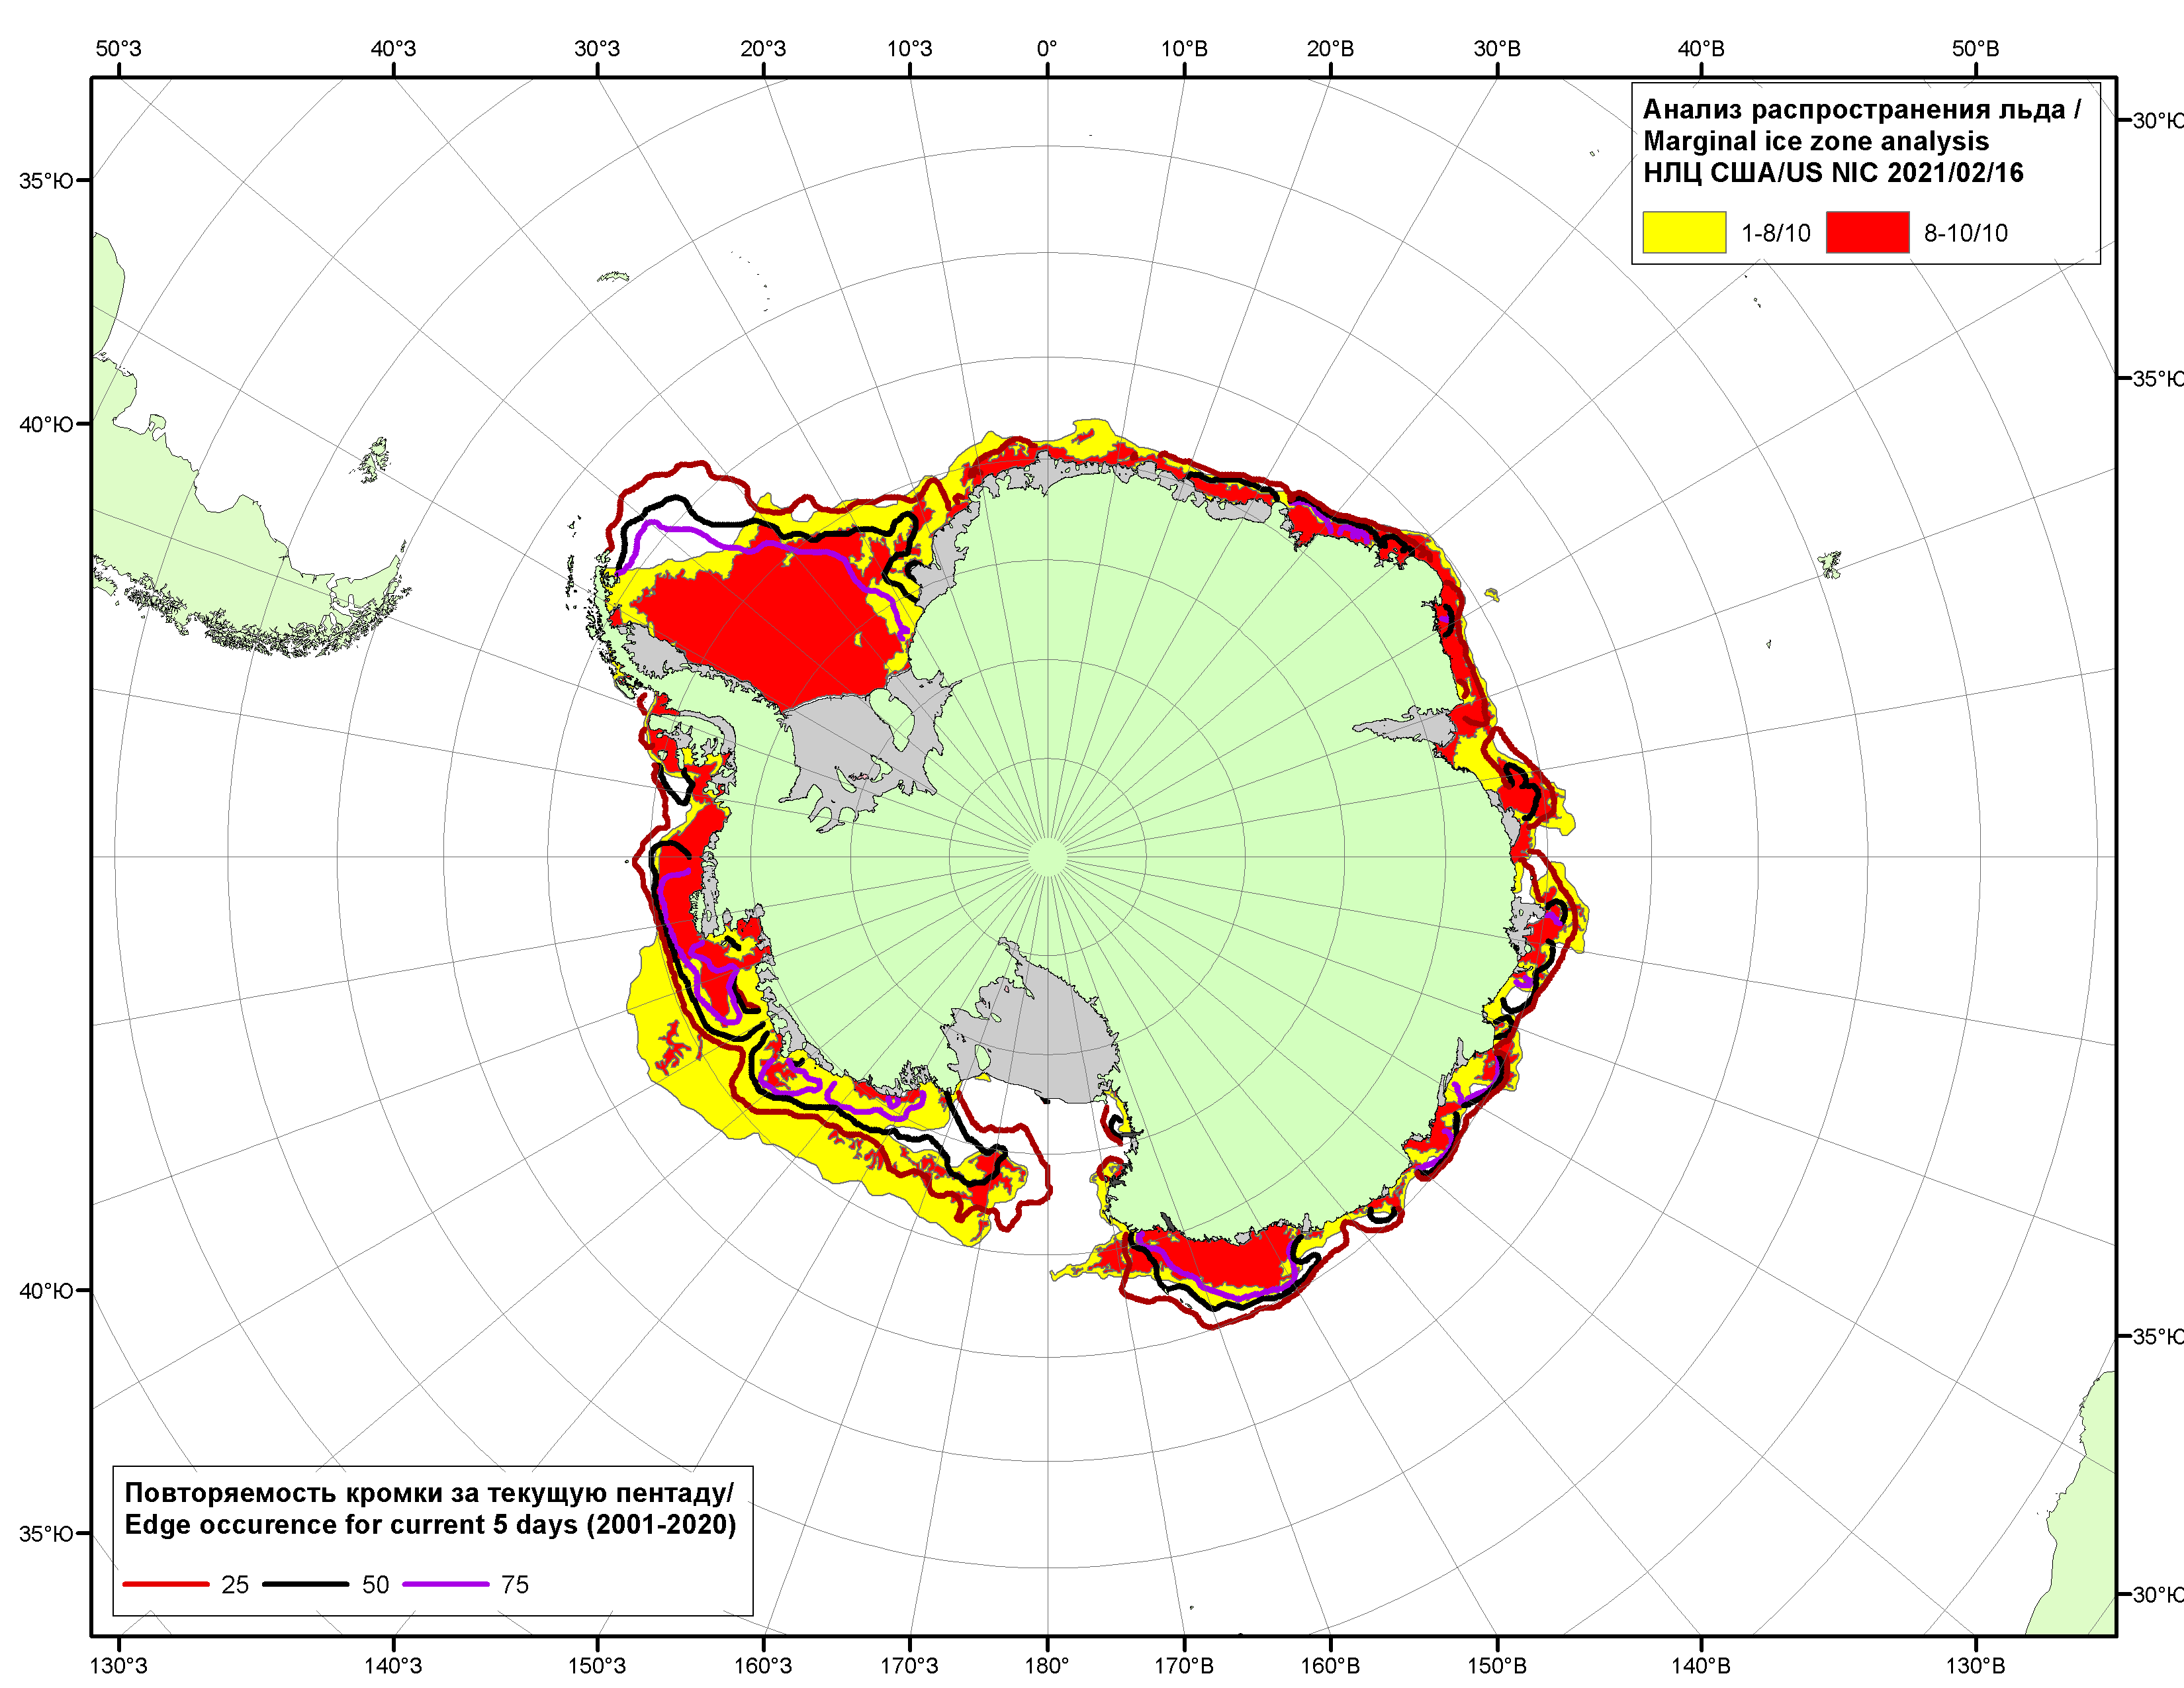 50°З 40°З 30°З 20°З 10°З 0° 10°В 20°В 30°В 40°В 50°В
Анализ распространения льда /
Marginal ice zone analysis
НЛЦ США/US NIC 2021/02/16
1-8/10 8-10/10
30°Ю
35°Ю
35°Ю
40°Ю
40°Ю
35°Ю
Повторяемость кромки за текущую пентаду/
Edge occurence for current 5 days (2001-2020)
35°Ю
25 50 75
30°Ю
130°З 140°З 150°З 160°З 170°З 180° 170°В 160°В 150°В 140°В 130°В